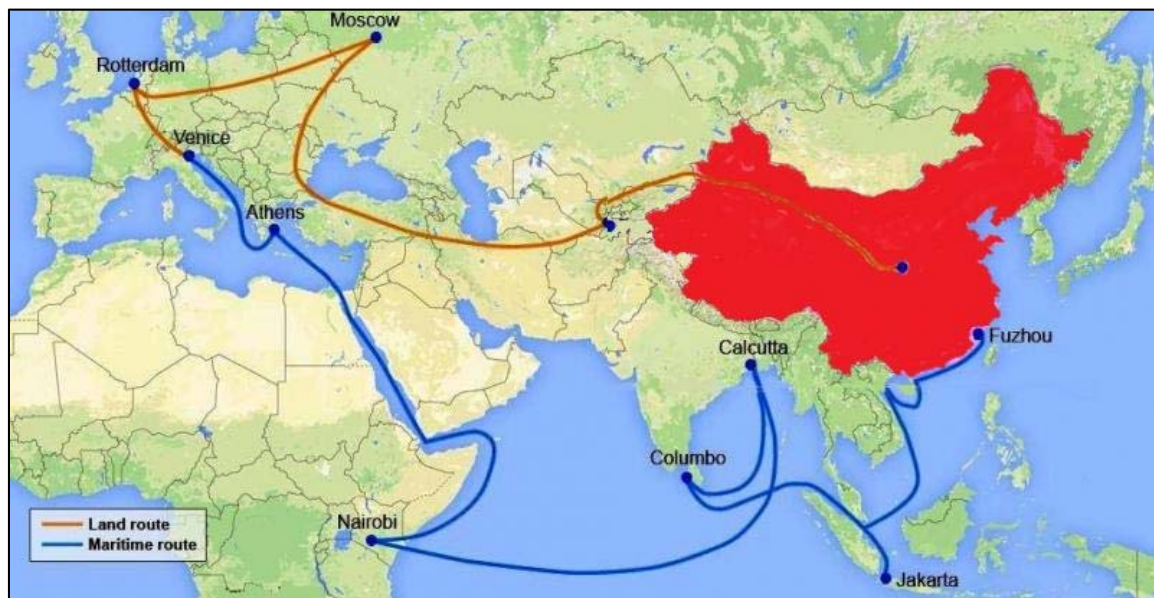 Moscow
Rotterdam
Venice
Athens
Calcutta
Fuzhou
Columbo
Nairobi
Jakarta
Land route
Maritime route